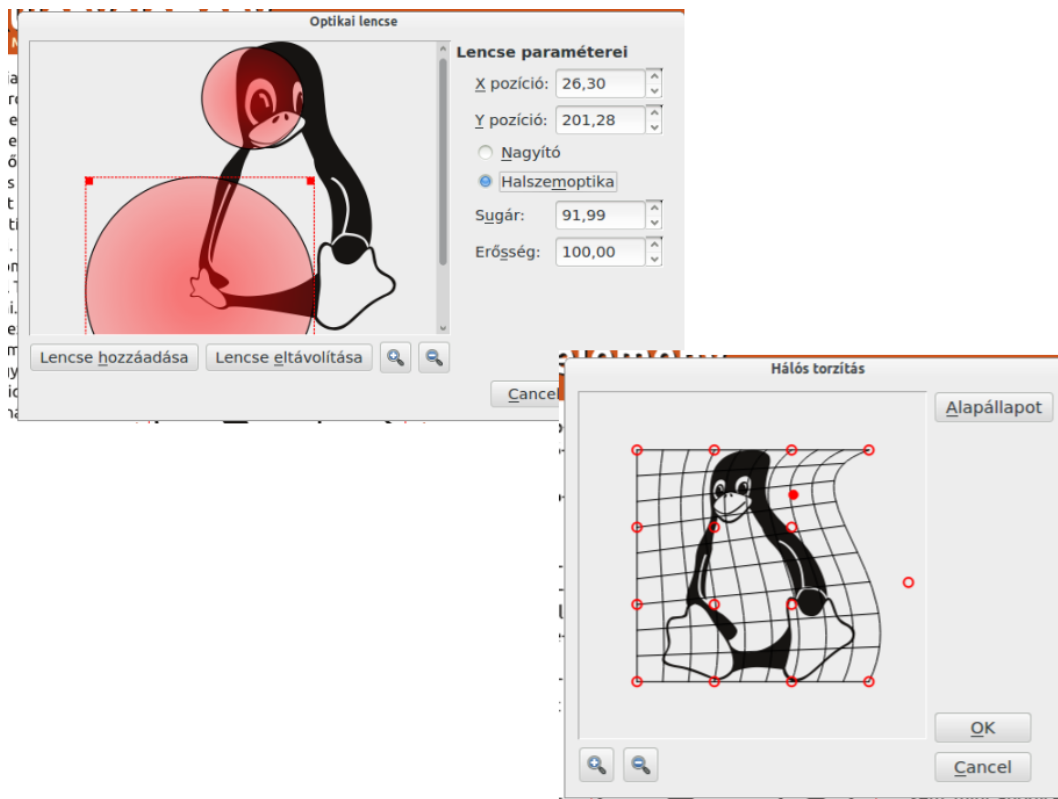 Optikai lencse
Lencse paraméterei
X pozíció: 26,30
Y pozíció: 201,28
Nagyító
Halszemoptika
Sugár: 91,99
Erősség: 100,00
Lencse hozzáadása Lencse eltávolítása
Cancel
Hálós torzítás
Alapállapot
OK
Cancel